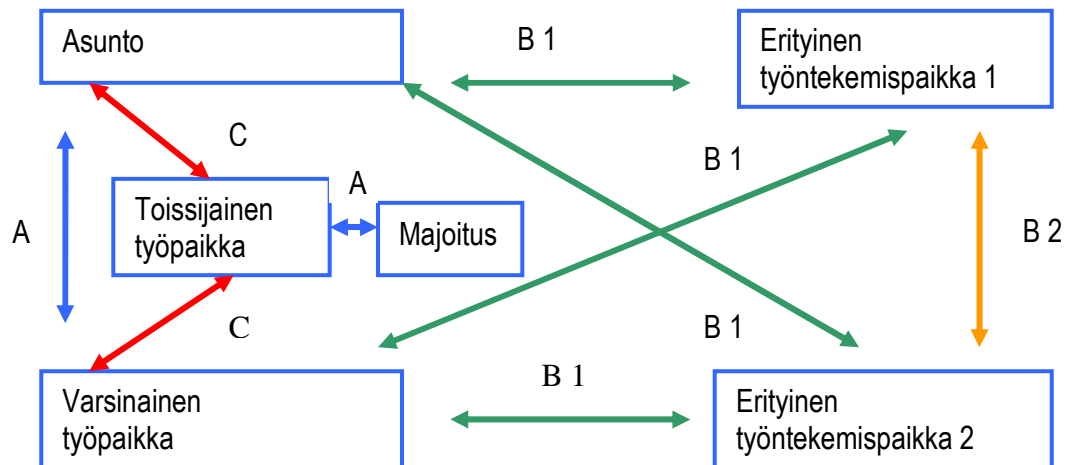 Asunto
B 1
Erityinen
työntekemispaikka 1
C
B 1
A
Toissijainen
työpaikka
A
Majoitus
B 2
C
B 1
B 1
Varsinainen
työpaikka
Erityinen
työntekemispaikka 2